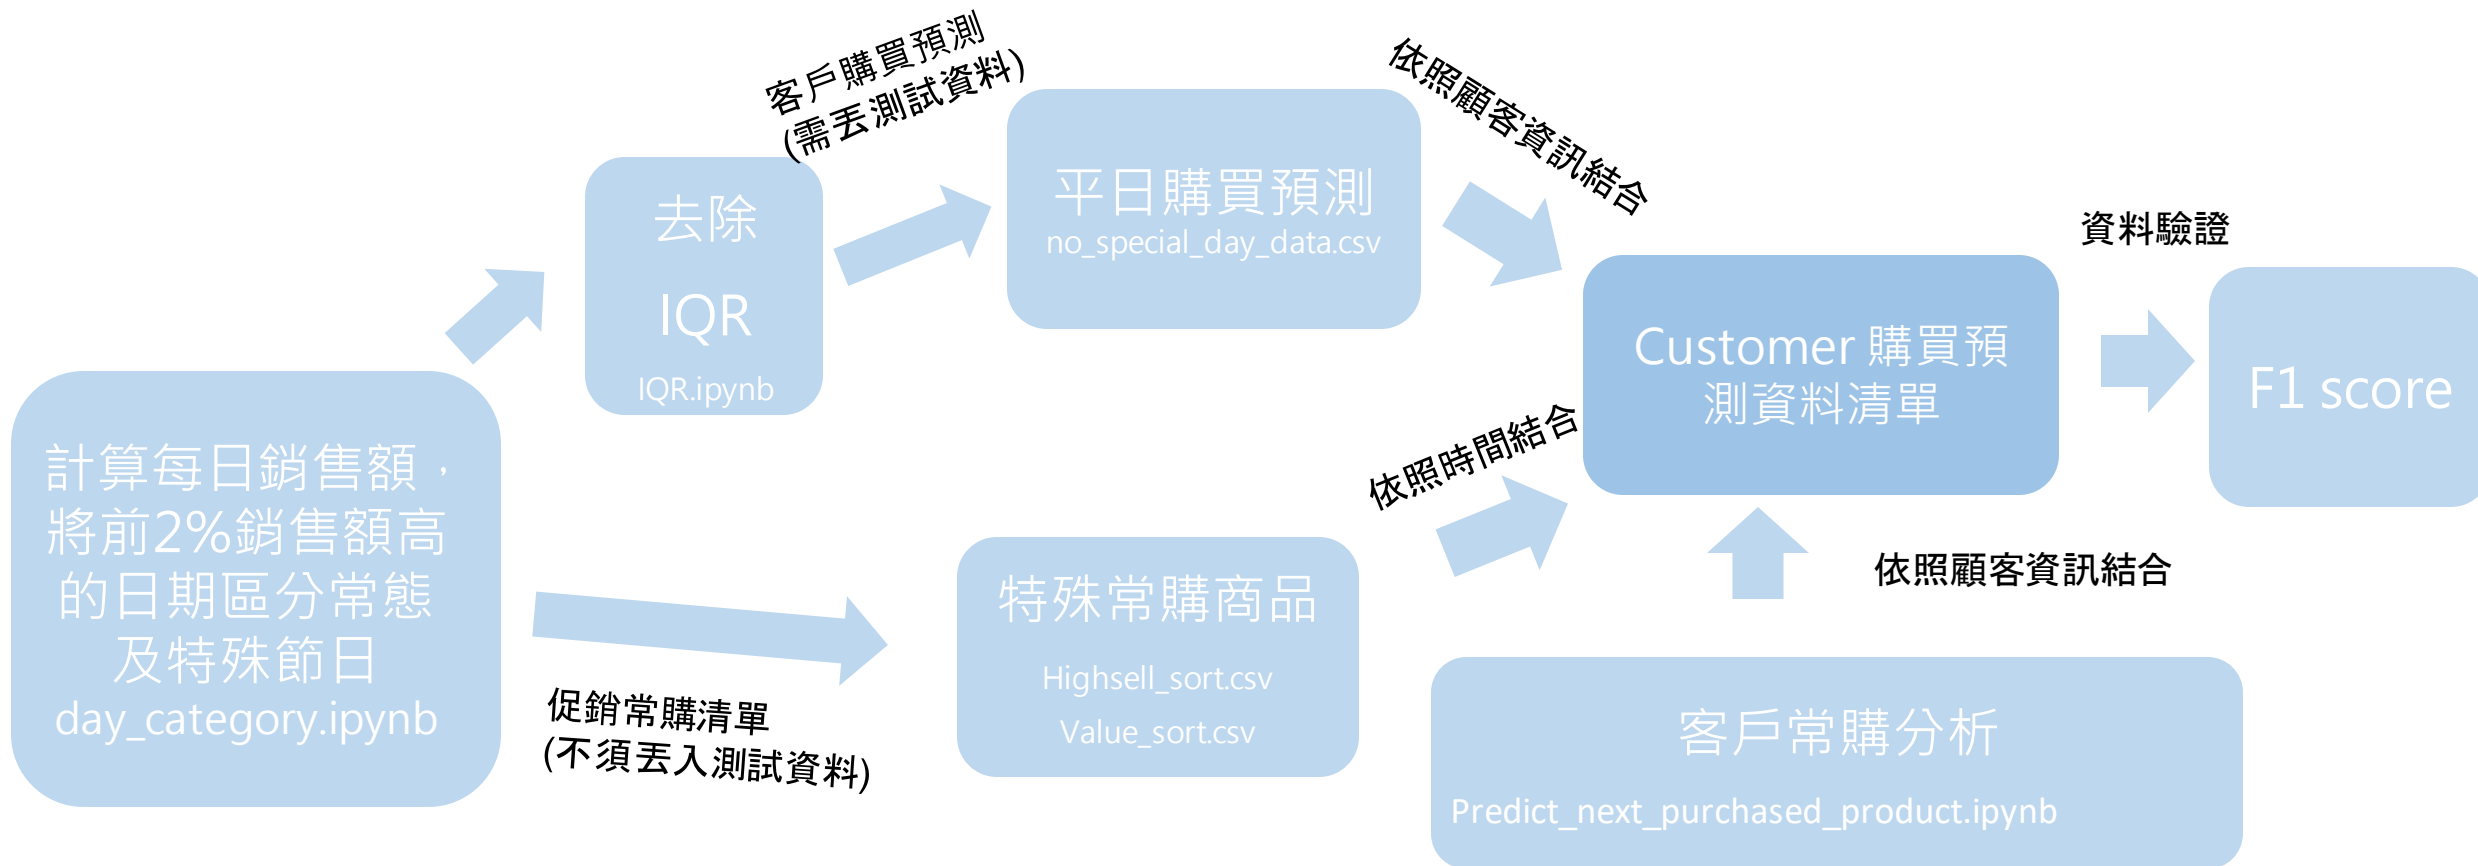 客戶購買預測
(需丟測試資料)
依照顧客資訊結合
去除
IQR
IQR.ipynb
平日購買預測
no_special_day_data.csv
資料驗證
Customer 購買預
測資料清單
F1 score
計算每日銷售額，
將前2%銷售額高
的日期區分常態
及特殊節日
day_category.ipynb
依照時間結合
促銷常購清單
(不須丟入測試資料)
特殊常購商品
Highsell_sort.csv
Value_sort.csv
依照顧客資訊結合
客戶常購分析
Predict_next_purchased_product.ipynb